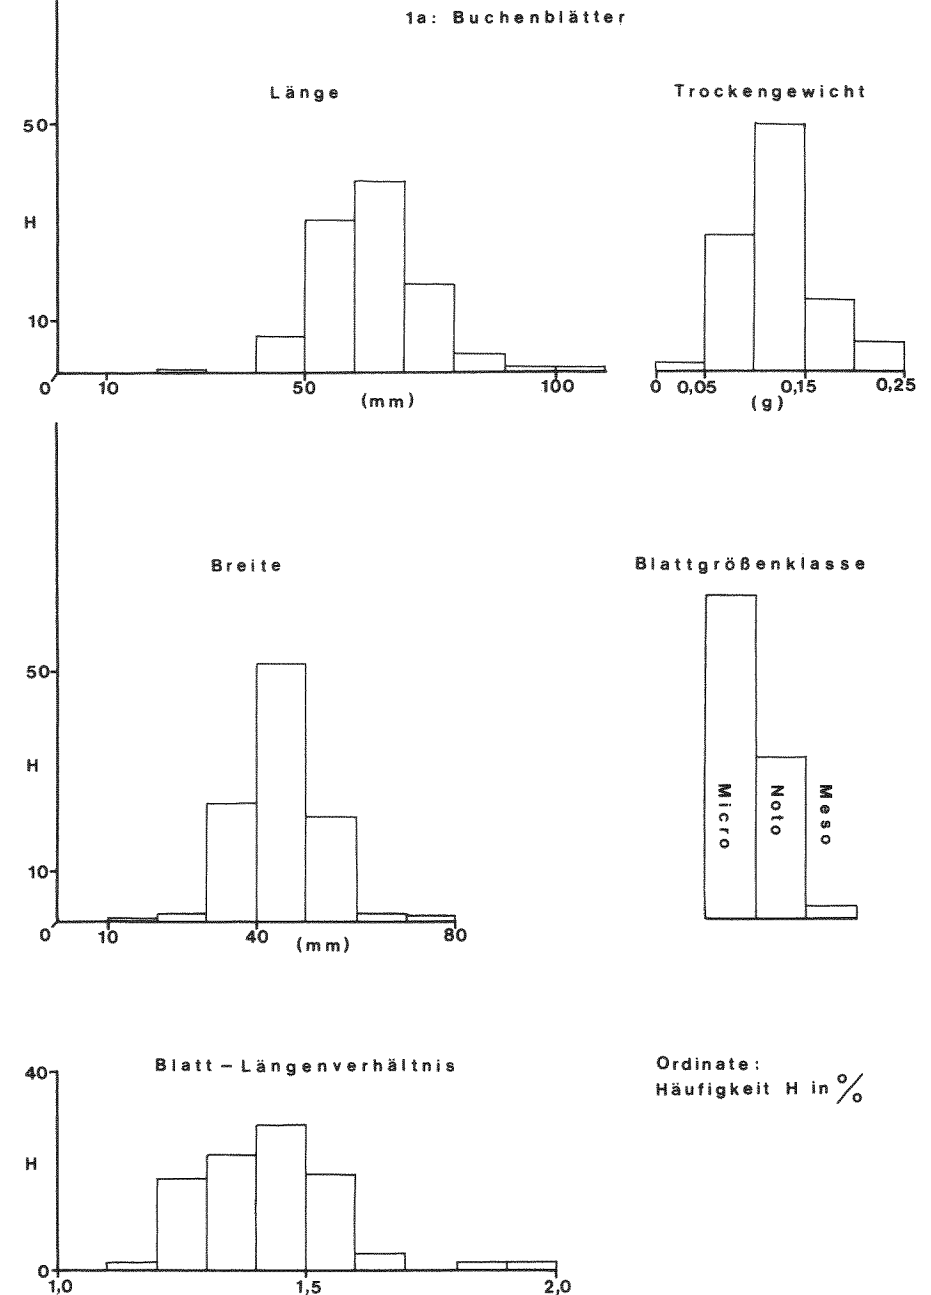 1a: Buchenblätter
Länge
Trockengewicht
50
H
10
0
10
50
100
(mm)
0
0,05
0,15
0,25
(g)
Breite
Blattgrößenklasse
50
H
10
0
10
40
80
(mm)
Micro
Noto
Meso
Blatt – Längenverhältnis
40
H
0
1,0
1,5
2,0
Ordinate:
Häufigkeit H in %